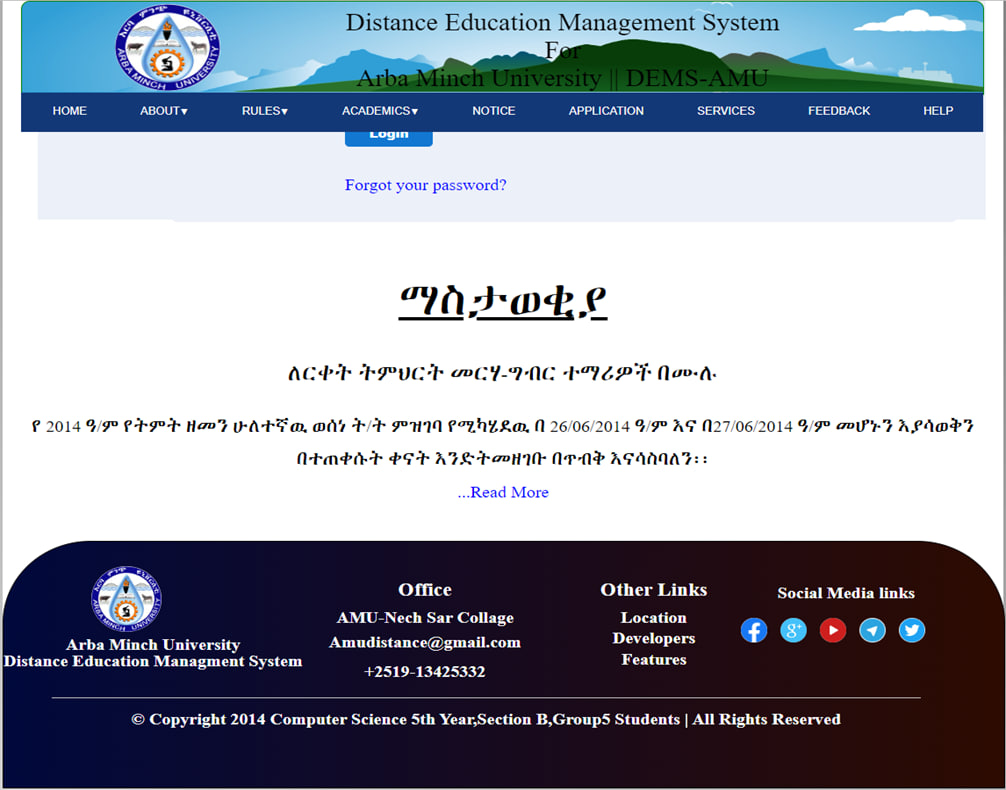 Distance Education Management System
For
Arba Minch University || DEMS-AMU
HOME ABOUT▾ RULES▾ ACADEMICS▾ NOTICE APPLICATION SERVICES FEEDBACK HELP
Login
Forgot your password?
ማስታወቂያ
ለርቀት ትምህርት መርሃ-ግብር ተማሪዎች በሙሉ
የ 2014 ዓ/ም የትምት ዘመን ሁለተኛዉ ወሰነ ት/ት ምዝገባ የሚካሄደዉ በ 26/06/2014 ዓ/ም እና በ27/06/2014 ዓ/ም መሆኑን እያሳወቅን
በተጠቀሱት ቀናት እንድትመዘገቡ በጥብቅ እናሳስባለን፡፡
...Read More
Arba Minch University
Distance Education Managment System
Office
AMU-Nech Sar Collage
Amudistance@gmail.com
+2519-13425332
Other Links
Location
Developers
Features
Social Media links
© Copyright 2014 Computer Science 5th Year,Section B,Group5 Students | All Rights Reserved